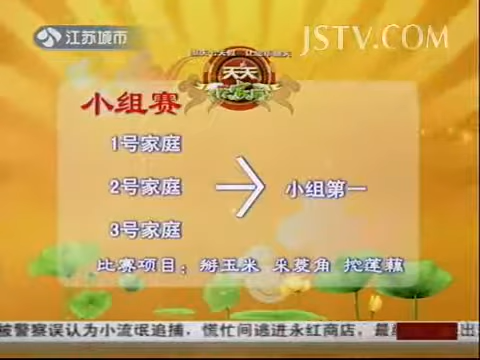 江苏城市
JSTV.COM
天天
小组赛
1号家庭
2号家庭
小组第一
3号家庭
比赛项目：掰玉米 采菱角 挖莲藕
被警察误认为小流氓追捕，慌忙间逃进永红商店，最
出